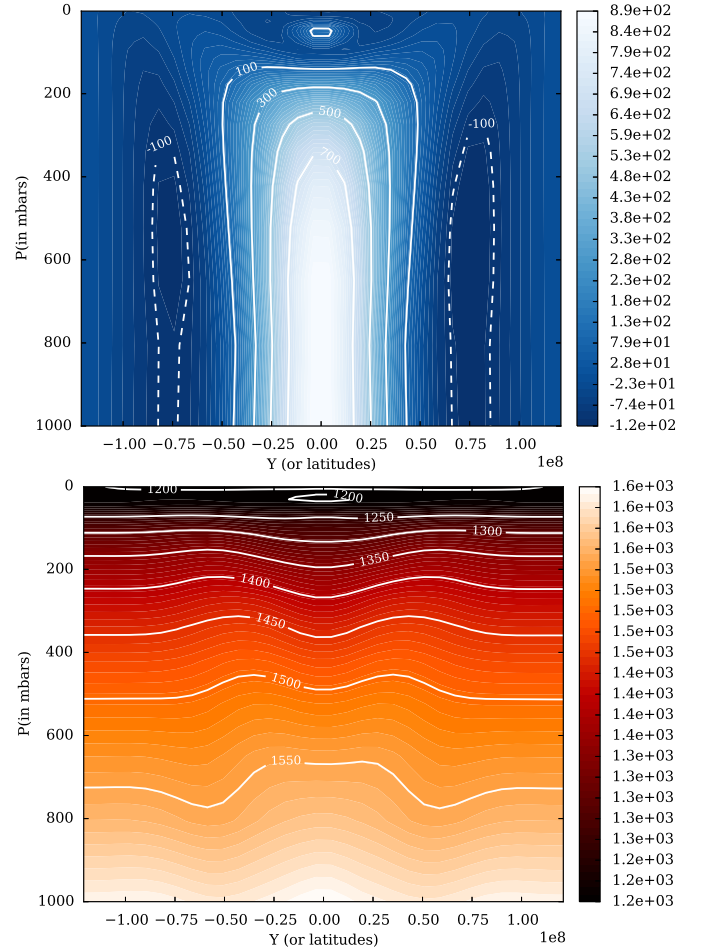 0
200
400
600
800
1000
P(in mbars)
−1.00 −0.75 −0.50 −0.25 0.00 0.25 0.50 0.75 1.00
1e8
Y (or latitudes)
100
300
500
700
-100
-100
8.9e+02
8.4e+02
7.9e+02
7.4e+02
6.9e+02
6.4e+02
5.9e+02
5.3e+02
4.8e+02
4.3e+02
3.8e+02
3.3e+02
2.8e+02
2.3e+02
1.8e+02
1.3e+02
7.9e+01
2.8e+01
-2.3e+01
-7.4e+01
-1.2e+02
0
200
400
600
800
1000
P(in mbars)
−1.00 −0.75 −0.50 −0.25 0.00 0.25 0.50 0.75 1.00
1e8
Y (or latitudes)
1200
1200
1250
1300
1350
1400
1450
1500
1550
1.6e+03
1.6e+03
1.6e+03
1.6e+03
1.5e+03
1.5e+03
1.5e+03
1.5e+03
1.5e+03
1.4e+03
1.4e+03
1.4e+03
1.4e+03
1.4e+03
1.3e+03
1.3e+03
1.3e+03
1.3e+03
1.2e+03
1.2e+03
1.2e+03